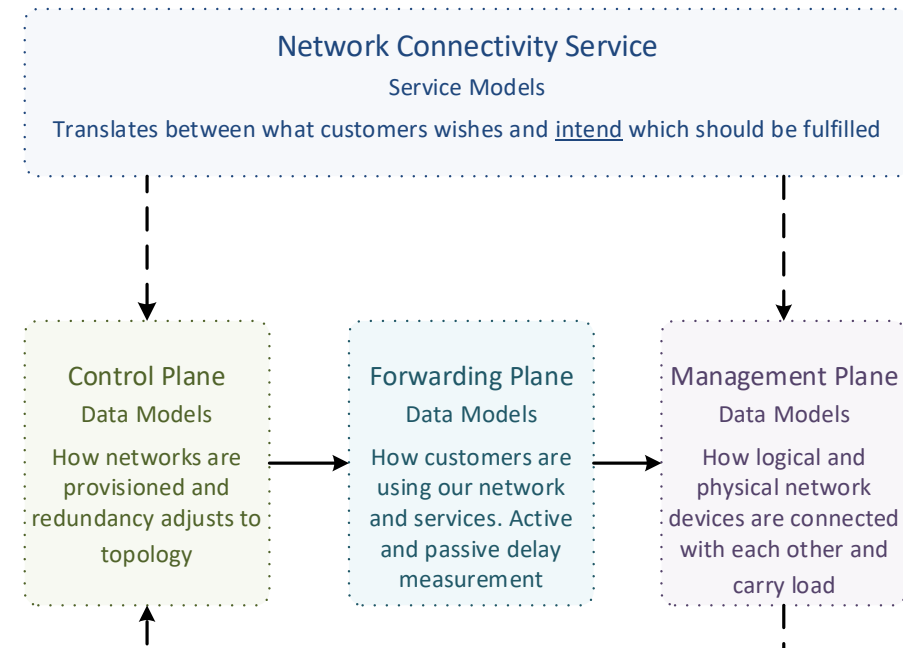 Network Connectivity Service
Service Models
Translates between what customers wishes and intend which should be fulfilled
Control Plane
Data Models
How networks are
provisioned and
redundancy adjusts to
topology
Forwarding Plane
Data Models
How customers are
using our network
and services. Active
and passive delay
measurement
Management Plane
Data Models
How logical and
physical network
devices are connected
with each other and
carry load